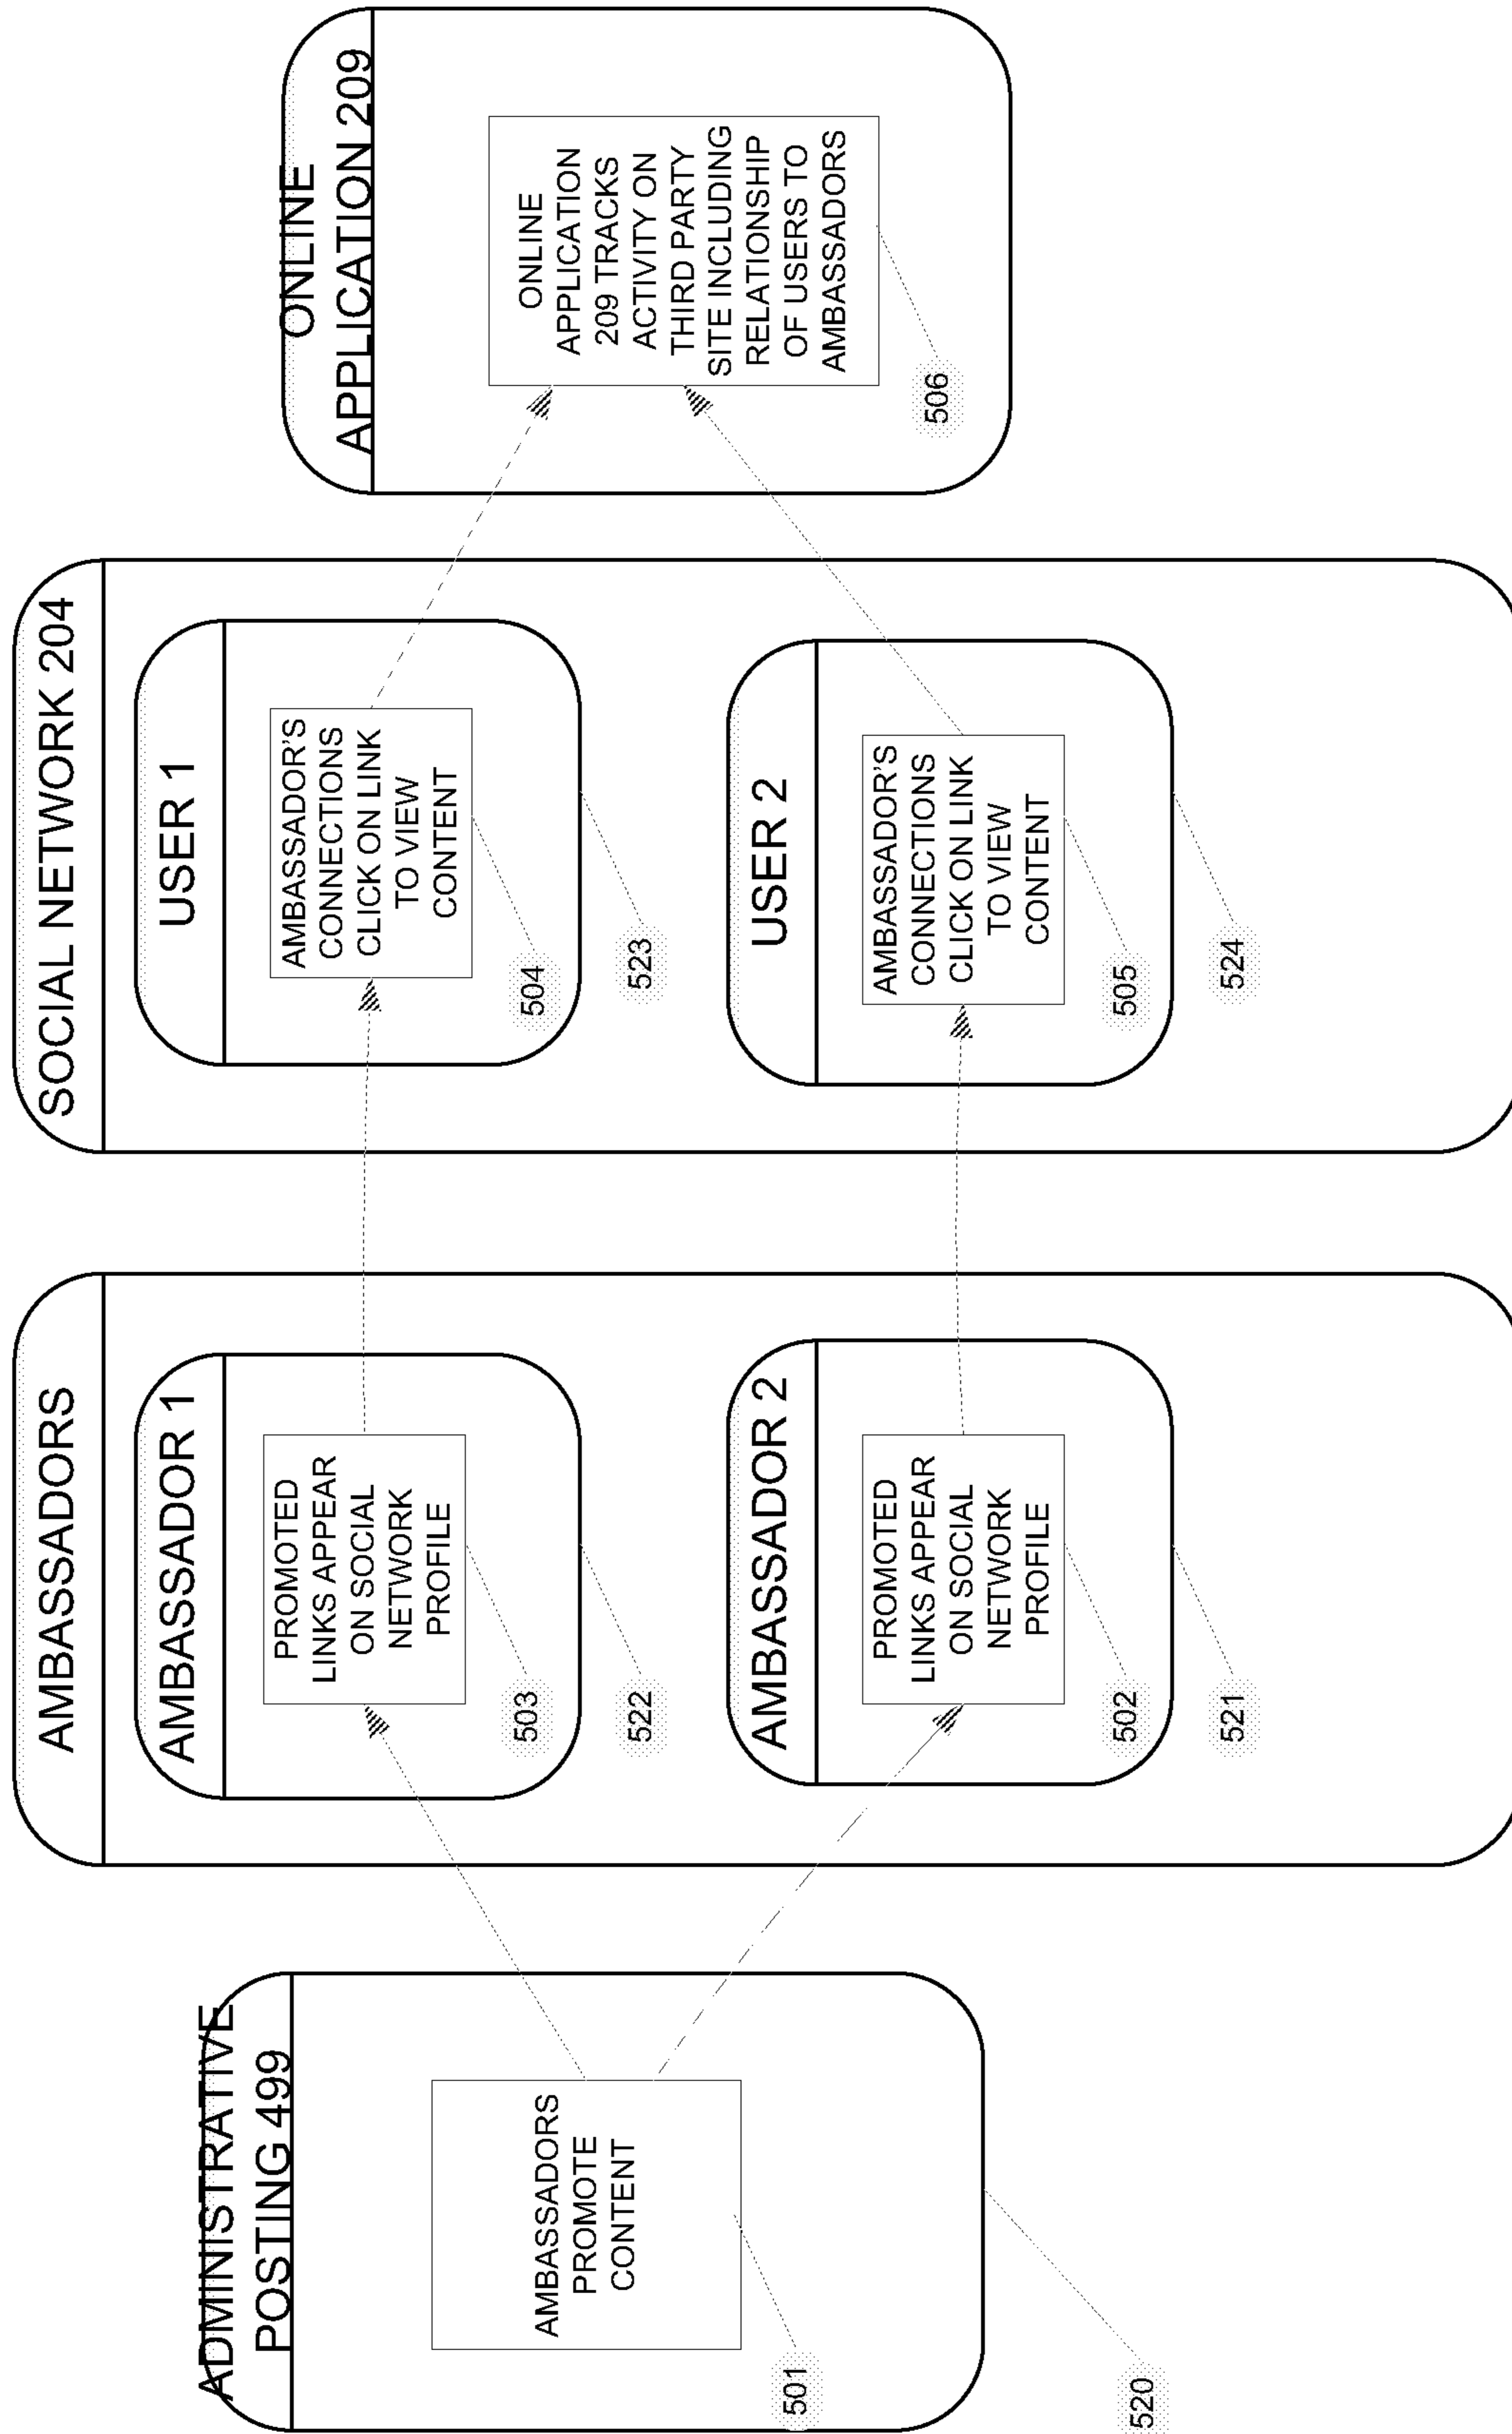 ADMINISTRATIVE
POSTING 499
AMBASSADORS
PROMOTE
CONTENT
501
520
AMBASSADORS
AMBASSADOR 1
PROMOTED
LINKS APPEAR
ON SOCIAL
NETWORK
PROFILE
503
522
AMBASSADOR 2
PROMOTED
LINKS APPEAR
ON SOCIAL
NETWORK
PROFILE
502
521
SOCIAL NETWORK 204
USER 1
AMBASSADOR'S
CONNECTIONS
CLICK ON LINK
TO VIEW
CONTENT
504
523
USER 2
AMBASSADOR'S
CONNECTIONS
CLICK ON LINK
TO VIEW
CONTENT
505
524
ONLINE
APPLICATION 209
ONLINE
APPLICATION
209 TRACKS
ACTIVITY ON
THIRD PARTY
SITE INCLUDING
RELATIONSHIP
OF USERS TO
AMBASSADORS
506